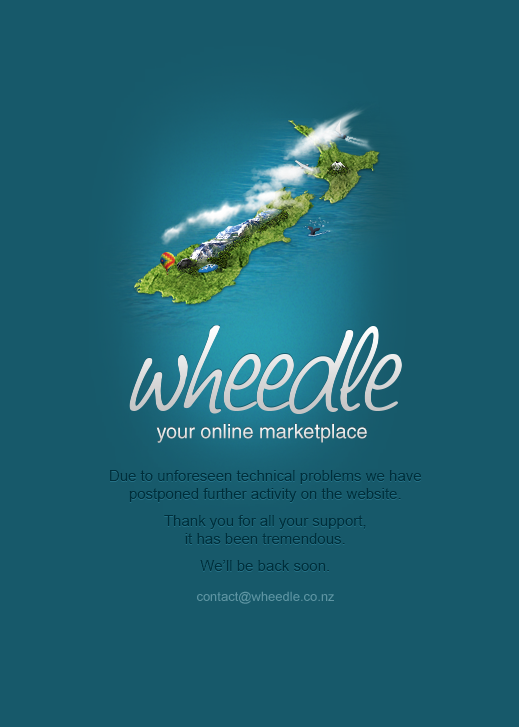 wheedle
your online marketplace
Due to unforeseen technical problems we have
postponed further activity on the website.
Thank you for all your support,
it has been tremendous.
We'll be back soon.
contact@wheedle.co.nz